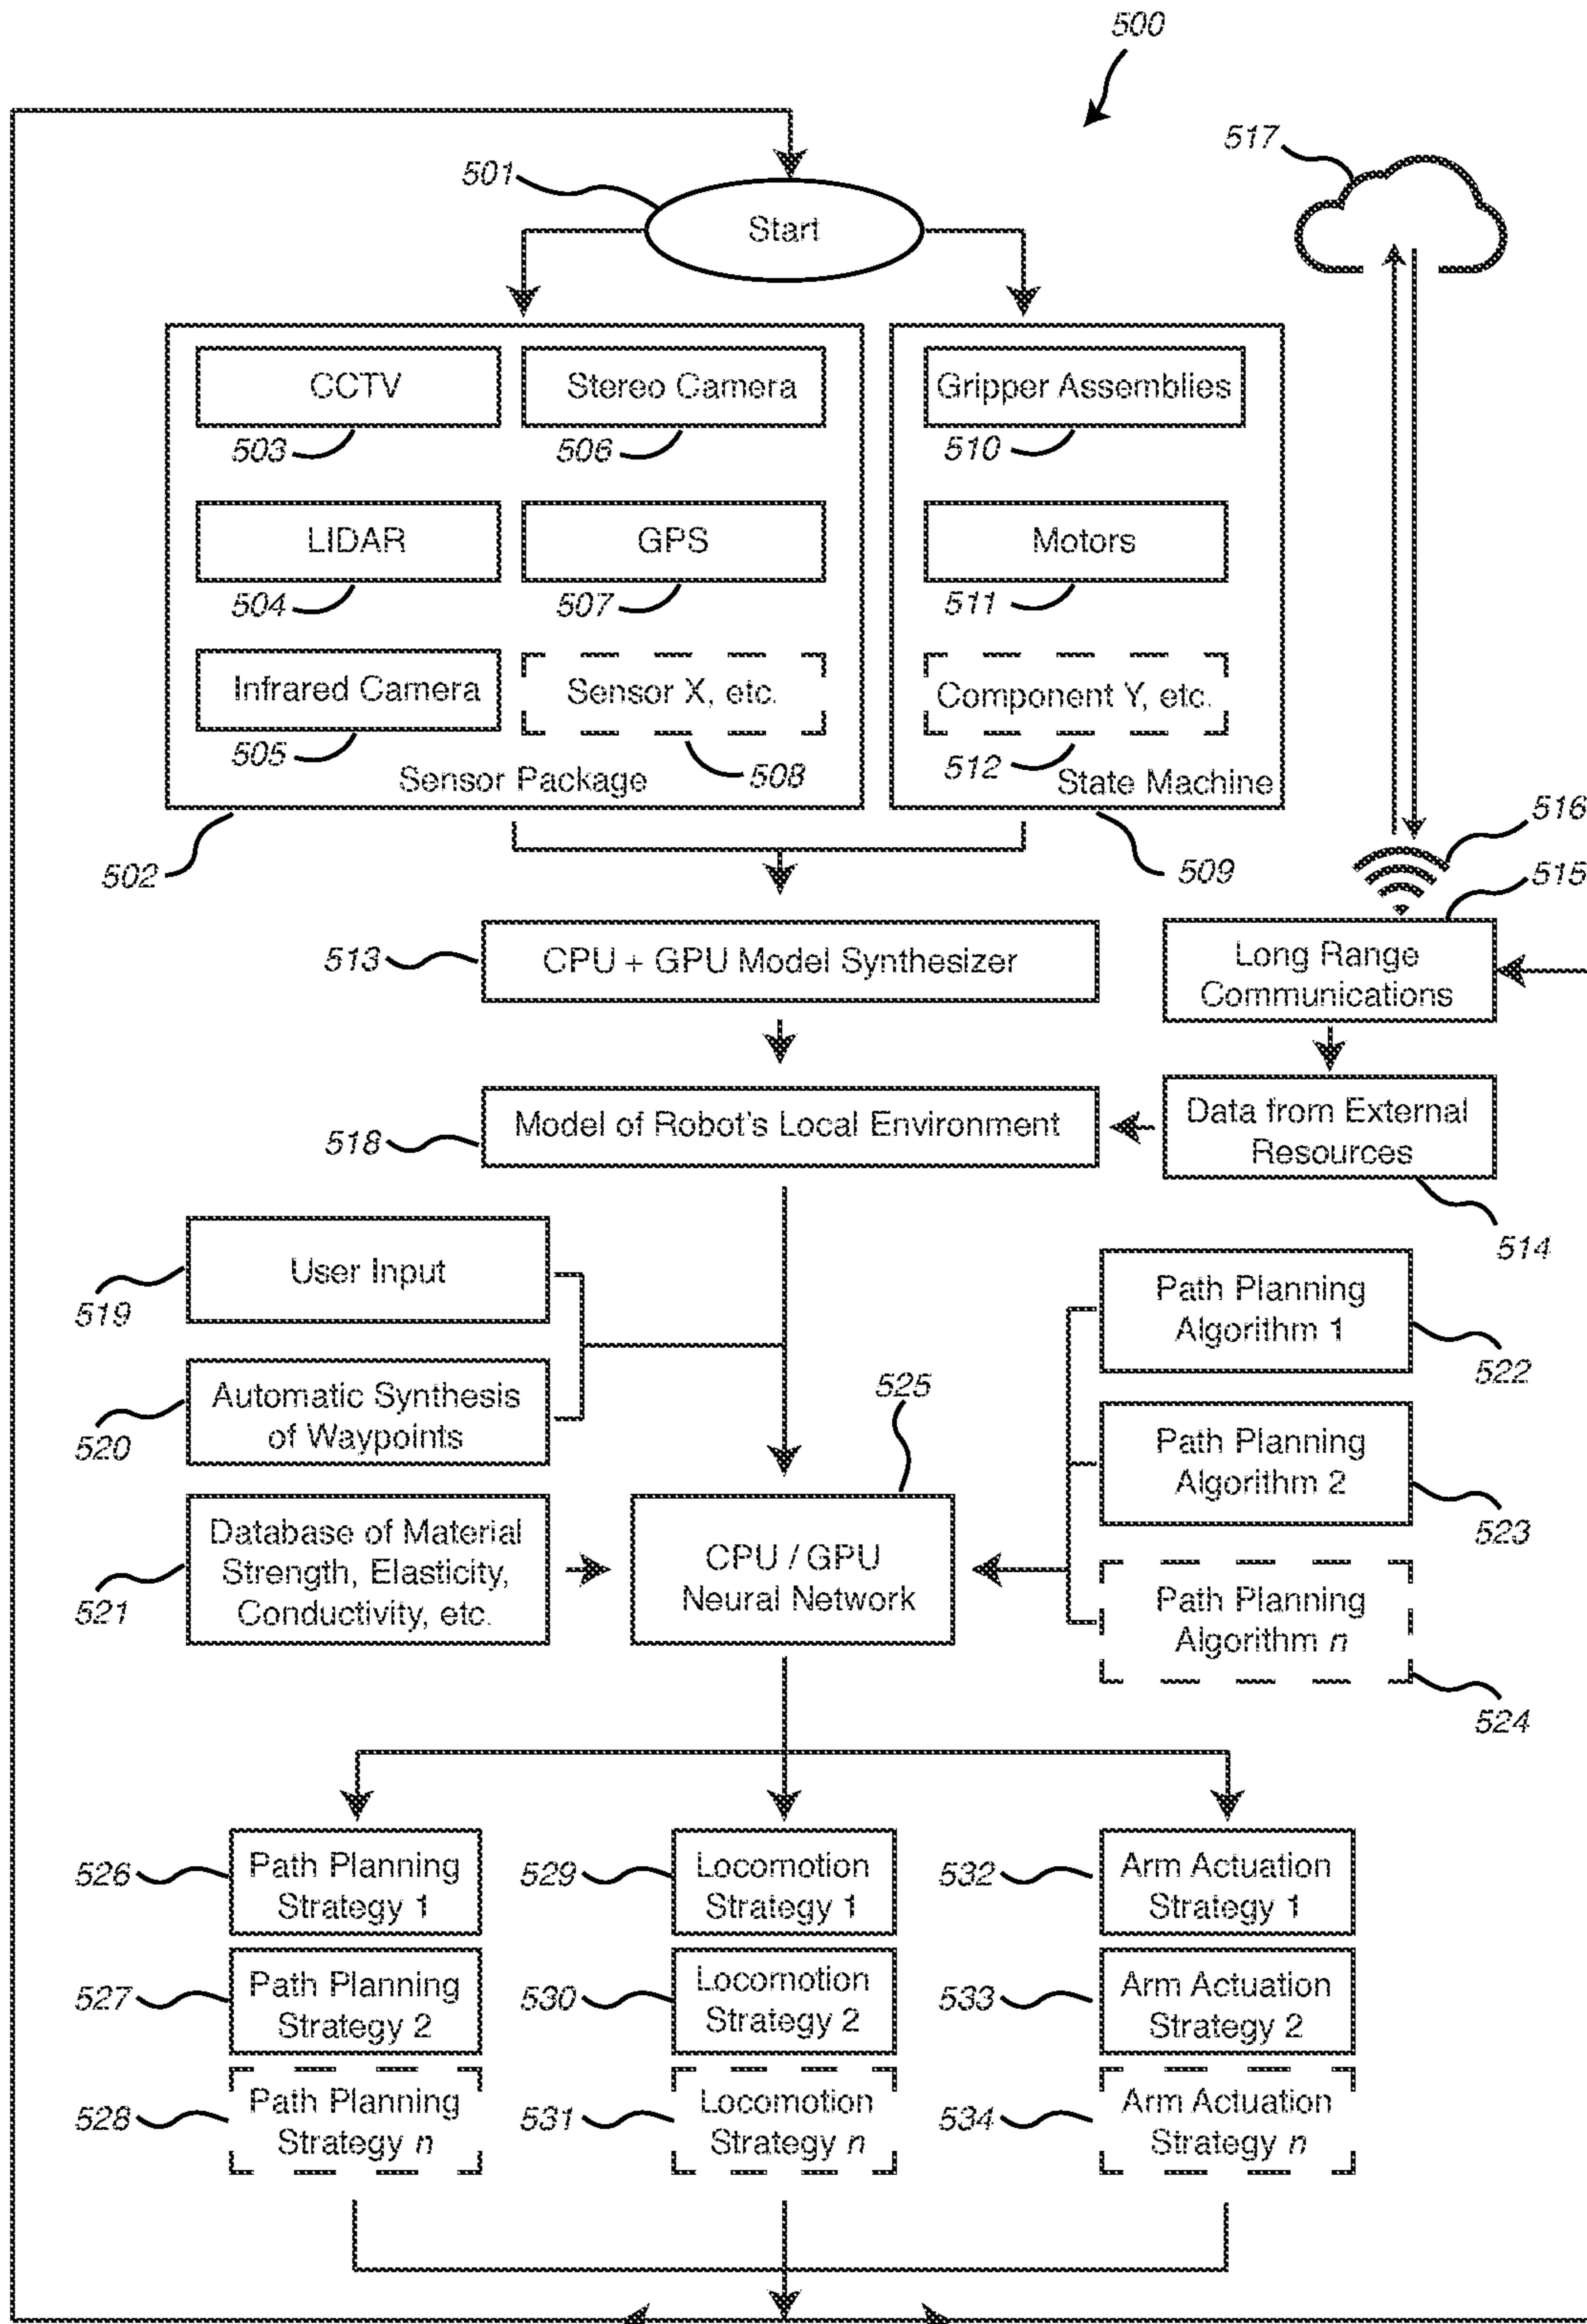 500
517
501
Start
CCTV
Stereo Camera
Gripper Assemblies
503
506
510
LIDAR
GPS
Motors
504
507
511
Infrared Camera
Sensor X, etc.
Component Y, etc.
505
508
512
Sensor Package
State Machine
502
509
516
515
513
CPU + GPU Model Synthesizer
Long Range
Communications
518
Model of Robot's Local Environment
Data from External
Resources
514
519
User Input
Path Planning
Algorithm 1
522
520
Automatic Synthesis
of Waypoints
525
Path Planning
Algorithm 2
523
521
Database of Material
Strength, Elasticity,
Conductivity, etc.
CPU / GPU
Neural Network
Path Planning
Algorithm n
524
526
Path Planning
Strategy 1
529
Locomotion
Strategy 1
532
Arm Actuation
Strategy 1
527
Path Planning
Strategy 2
530
Locomotion
Strategy 2
533
Arm Actuation
Strategy 2
528
Path Planning
Strategy n
531
Locomotion
Strategy n
534
Arm Actuation
Strategy n